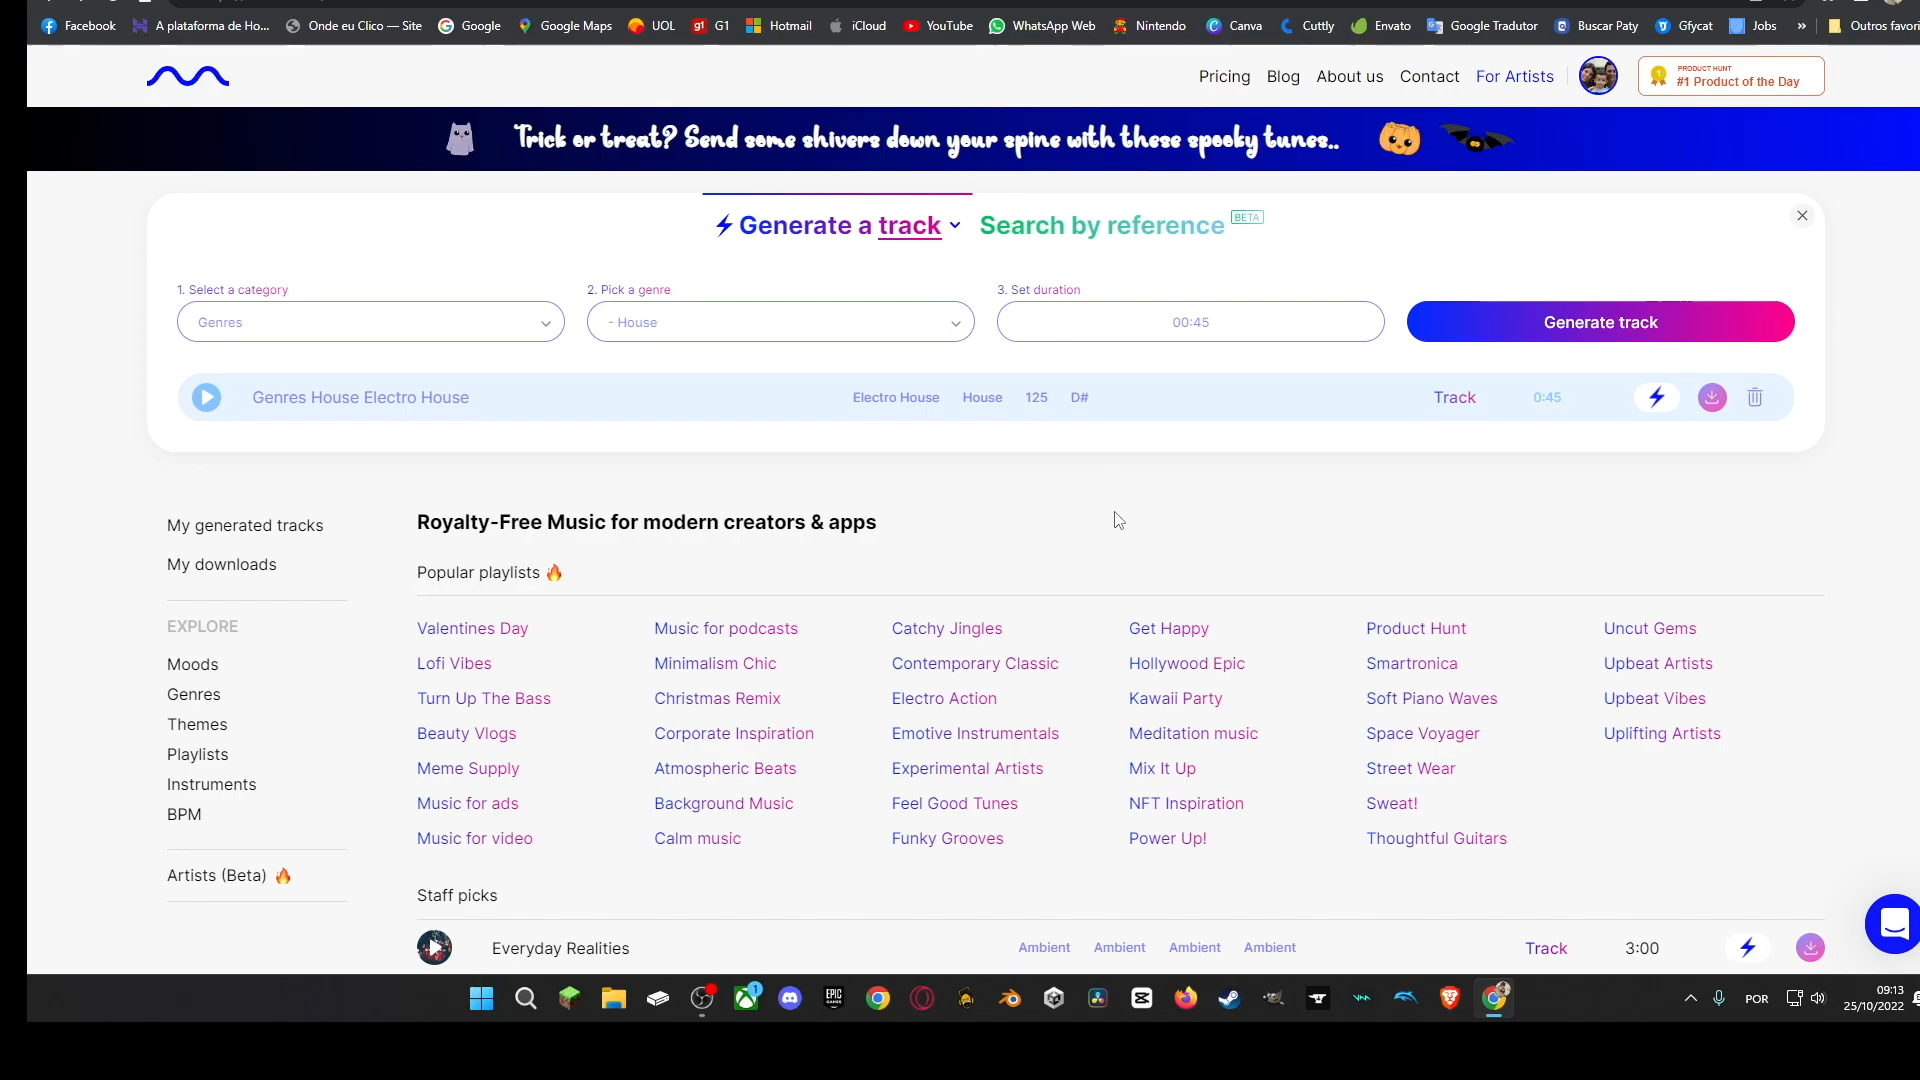 Facebook A plataforma de Ho... Onde eu Clico — Site Google Google Maps UOL G1 Hotmail iCloud YouTube WhatsApp Web Nintendo Canva Cuttly Envato Google Tradutor Buscar Paty Gfycat Jobs » Outros favori
Pricing Blog About us Contact For Artists
PRODUCT HUNT
#1 Product of the Day
Trick or treat? Send some shivers down your spine with these spooky tunes..
Generate a track Search by reference BETA
1. Select a category 2. Pick a genre 3. Set duration
Genres - House 00:45 Generate track
Genres House Electro House Electro House House 125 D# Track 0:45
My generated tracks
My downloads
EXPLORE
Moods
Genres
Themes
Playlists
Instruments
BPM
Artists (Beta)
Royalty-Free Music for modern creators & apps
Popular playlists
Valentines Day Music for podcasts Catchy Jingles Get Happy Product Hunt Uncut Gems
Lofi Vibes Minimalism Chic Contemporary Classic Hollywood Epic Smartronica Upbeat Artists
Turn Up The Bass Christmas Remix Electro Action Kawaii Party Soft Piano Waves Upbeat Vibes
Beauty Vlogs Corporate Inspiration Emotive Instrumentals Meditation music Space Voyager Uplifting Artists
Meme Supply Atmospheric Beats Experimental Artists Mix It Up Street Wear
Music for ads Background Music Feel Good Tunes NFT Inspiration Sweat!
Music for video Calm music Funky Grooves Power Up! Thoughtful Guitars
Staff picks
Everyday Realities Ambient Ambient Ambient Ambient Track 3:00
1 EPIC GAMES POR 09:13
25/10/2022